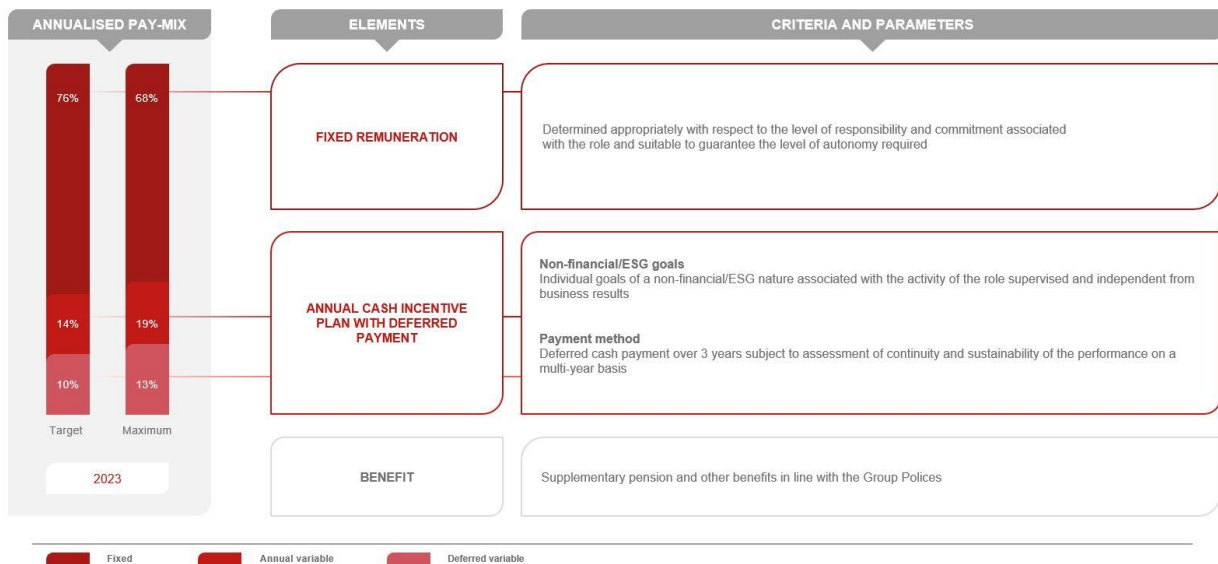 ANNUALISED PAY-MIX
ELEMENTS
CRITERIA AND PARAMETERS
76%
68%
14%
19%
10%
13%
Target
Maximum
2023
FIXED REMUNERATION
Determined appropriately with respect to the level of responsibility and commitment associated
with the role and suitable to guarantee the level of autonomy required
ANNUAL CASH INCENTIVE
PLAN WITH DEFERRED
PAYMENT
Non-financial/ESG goals
Individual goals of a non-financial/ESG nature associated with the activity of the role supervised and independent from
business results
Payment method
Deferred cash payment over 3 years subject to assessment of continuity and sustainability of the performance on a
multi-year basis
BENEFIT
Supplementary pension and other benefits in line with the Group Polices
Fixed
Annual variable
Deferred variable